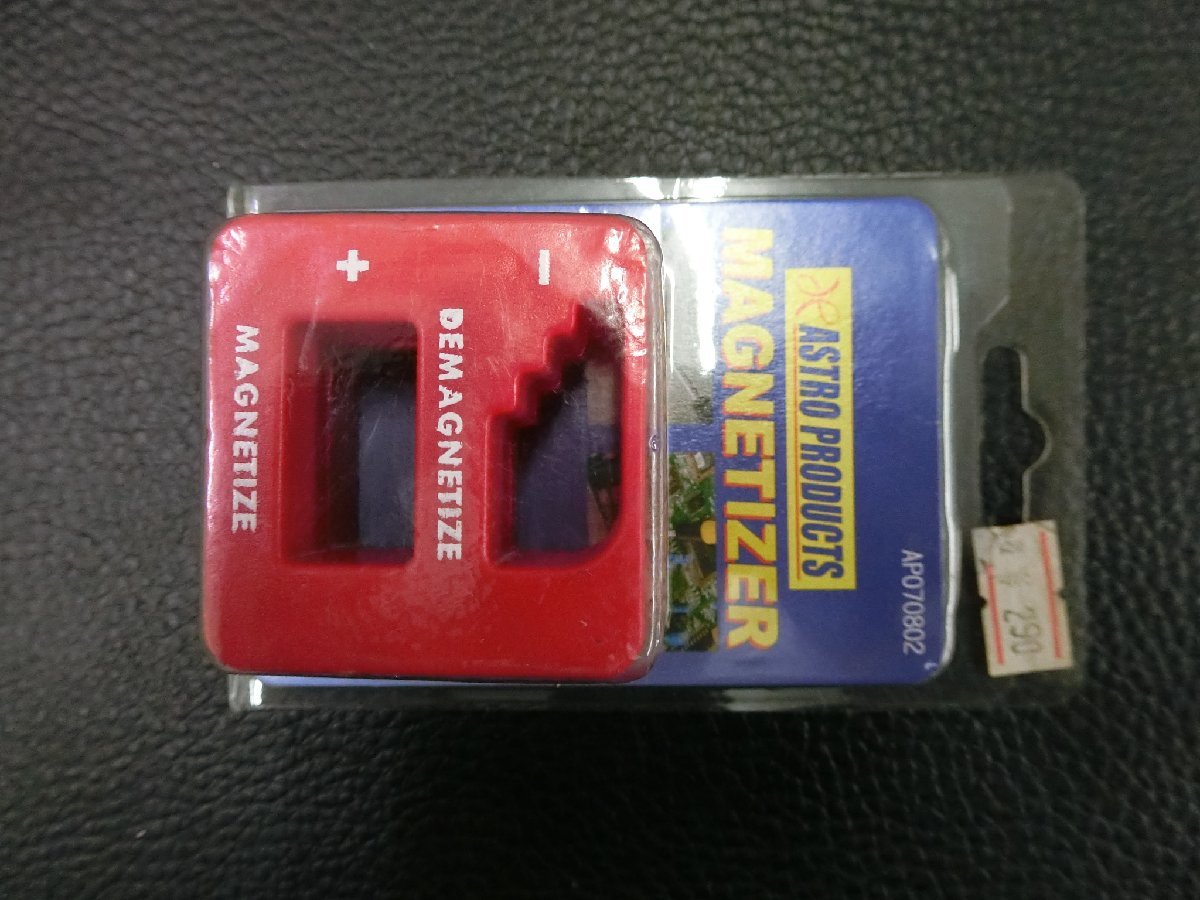 ASTRO PRODUCTS
MAGNETIZER
AP070802
290
+
MAGNETIZE
−
DEMAGNETIZE